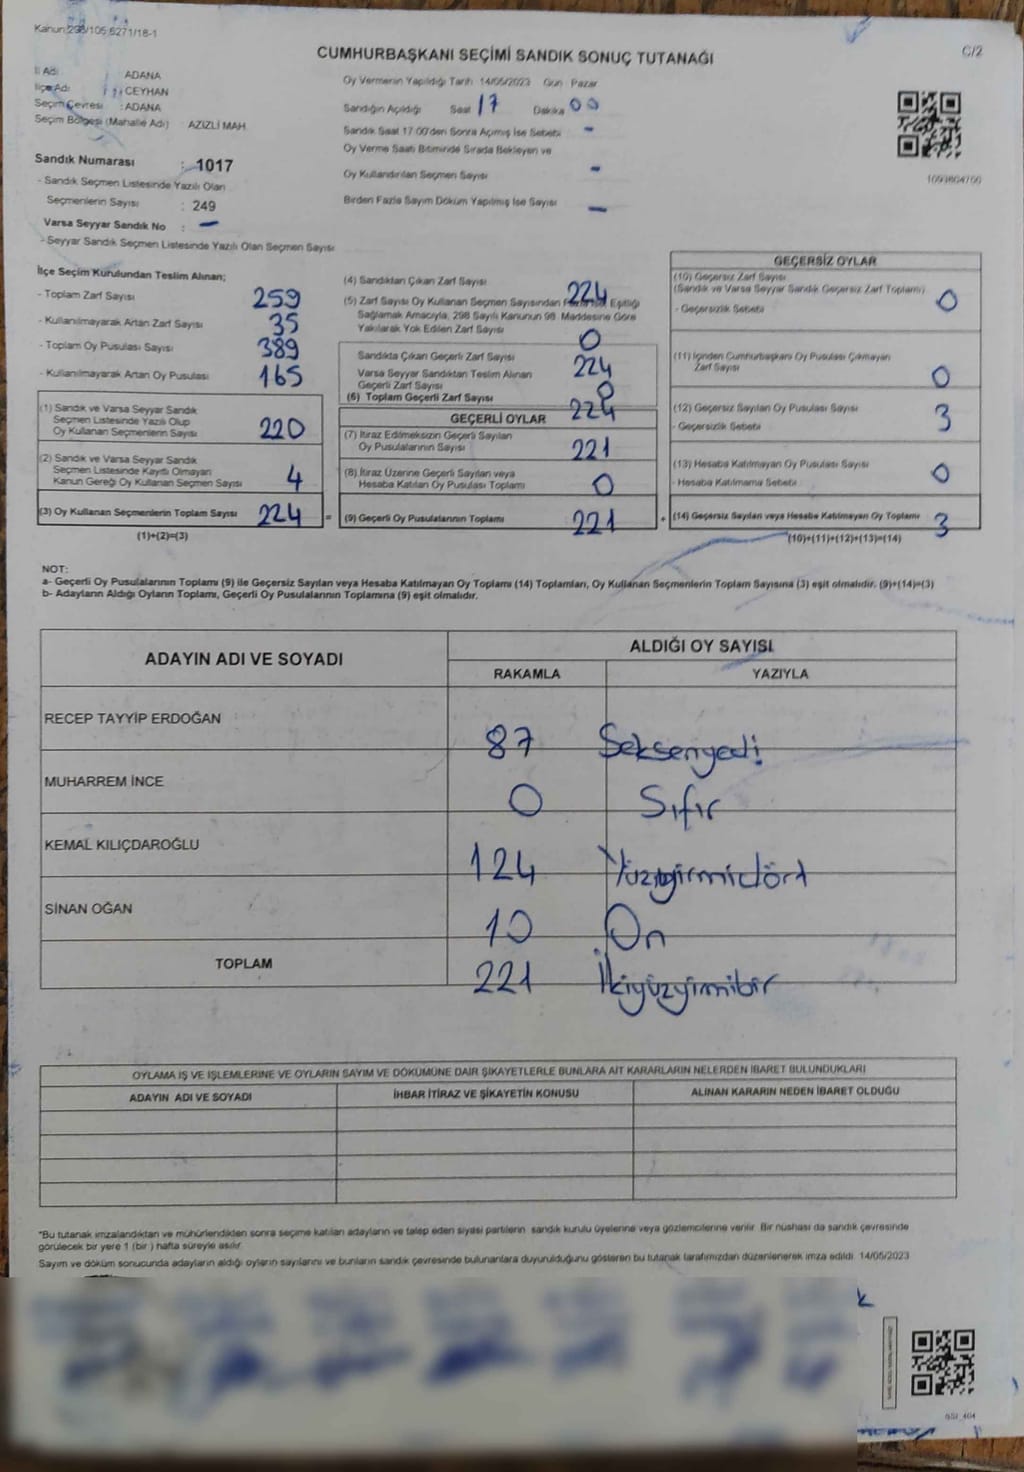 Kanun:298/105,6271/18-1
C/2
CUMHURBAŞKANI SEÇİMİ SANDIK SONUÇ TUTANAĞI
İl Adı : ADANA
İlçe Adı : CEYHAN
Seçim Çevresi : ADANA
Seçim Bölgesi (Mahalle Adı) : AZİZLİ MAH.
Sandık Numarası : 1017
- Sandık Seçmen Listesinde Yazılı Olan
Seçmenlerin Sayısı : 249
Varsa Seyyar Sandık No : -
- Seyyar Sandık Seçmen Listesinde Yazılı Olan Seçmen Sayısı
Oy Vermenin Yapıldığı Tarih 14/05/2023 Gün Pazar
Sandığın Açıldığı Saat 17 Dakika 00
Sandık Saat 17:00'den Sonra Açılmış İse Sebebi -
Oy Verme Saati Bitiminde Sırada Bekleyen ve
Oy Kullandırılan Seçmen Sayısı -
Birden Fazla Sayım Döküm Yapılmış İse Sayısı -
1093604700
İlçe Seçim Kurulundan Teslim Alınan;
- Toplam Zarf Sayısı 259
- Kullanılmayarak Artan Zarf Sayısı 35
- Toplam Oy Pusulası Sayısı 389
- Kullanılmayarak Artan Oy Pusulası 165
(1) Sandık ve Varsa Seyyar Sandık
Seçmen Listesinde Yazılı Olup
Oy Kullanan Seçmenlerin Sayısı 220
(2) Sandık ve Varsa Seyyar Sandık
Seçmen Listesinde Kayıtlı Olmayan
Kanun Gereği Oy Kullanan Seçmen Sayısı 4
(3) Oy Kullanan Seçmenlerin Toplam Sayısı 224 =
(1)+(2)=(3)
(4) Sandıktan Çıkan Zarf Sayısı 224
(5) Zarf Sayısı Oy Kullanan Seçmen Sayısından Fazla İse, Eşitliği
Sağlamak Amacıyla, 298 Sayılı Kanunun 98. Maddesine Göre
Yakılarak Yok Edilen Zarf Sayısı 0
Sandıkta Çıkan Geçerli Zarf Sayısı 224
Varsa Seyyar Sandıktan Teslim Alınan
Geçerli Zarf Sayısı 0
(6) Toplam Geçerli Zarf Sayısı 224
GEÇERLİ OYLAR
(7) İtiraz Edilmeksizin Geçerli Sayılan
Oy Pusulalarının Sayısı 221
(8) İtiraz Üzerine Geçerli Sayılan veya
Hesaba Katılan Oy Pusulası Toplamı 0
(9) Geçerli Oy Pusulalarının Toplamı 221 +
GEÇERSİZ OYLAR
(10) Geçersiz Zarf Sayısı
(Sandık ve Varsa Seyyar Sandık Geçersiz Zarf Toplamı)
- Geçersizlik Sebebi 0
(11) İçinden Cumhurbaşkanı Oy Pusulası Çıkmayan
Zarf Sayısı 0
(12) Geçersiz Sayılan Oy Pusulası Sayısı 3
- Geçersizlik Sebebi
(13) Hesaba Katılmayan Oy Pusulası Sayısı 0
- Hesaba Katılmama Sebebi
(14) Geçersiz Sayılan veya Hesaba Katılmayan Oy Toplamı 3
(10)+(11)+(12)+(13)=(14)
NOT:
a- Geçerli Oy Pusulalarının Toplamı (9) ile Geçersiz Sayılan veya Hesaba Katılmayan Oy Toplamı (14) Toplamları, Oy Kullanan Seçmenlerin Toplam Sayısına (3) eşit olmalıdır. (9)+(14)=(3)
b- Adayların Aldığı Oyların Toplamı, Geçerli Oy Pusulalarının Toplamına (9) eşit olmalıdır.
ADAYIN ADI VE SOYADI ALDIĞI OY SAYISI
RAKAMLA YAZIYLA
RECEP TAYYİP ERDOĞAN 87 Seksenyedi
MUHARREM İNCE 0 Sıfır
KEMAL KILIÇDAROĞLU 124 Yüzyirmidört
SİNAN OĞAN 10 On
TOPLAM 221 İkiyüzyirmibir
OYLAMA İŞ VE İŞLEMLERİNE VE OYLARIN SAYIM VE DÖKÜMÜNE DAİR ŞİKAYETLERLE BUNLARA AİT KARARLARIN NELERDEN İBARET BULUNDUKLARI
ADAYIN ADI VE SOYADI İHBAR İTİRAZ VE ŞİKAYETİN KONUSU ALINAN KARARIN NEDEN İBARET OLDUĞU
*Bu tutanak imzalandıktan ve mühürlendikten sonra seçime katılan adayların ve talep eden siyasi partilerin sandık kurulu üyelerine veya gözlemcilerine verilir. Bir nüshası da sandık çevresinde
görülecek bir yere 1 (bir ) hafta süreyle asılır.
Sayım ve döküm sonucunda adayların aldığı oyların sayılarını ve bunların sandık çevresinde bulunanlara duyurulduğunu gösteren bu tutanak tarafımızdan düzenlenerek imza edildi. 14/05/2023